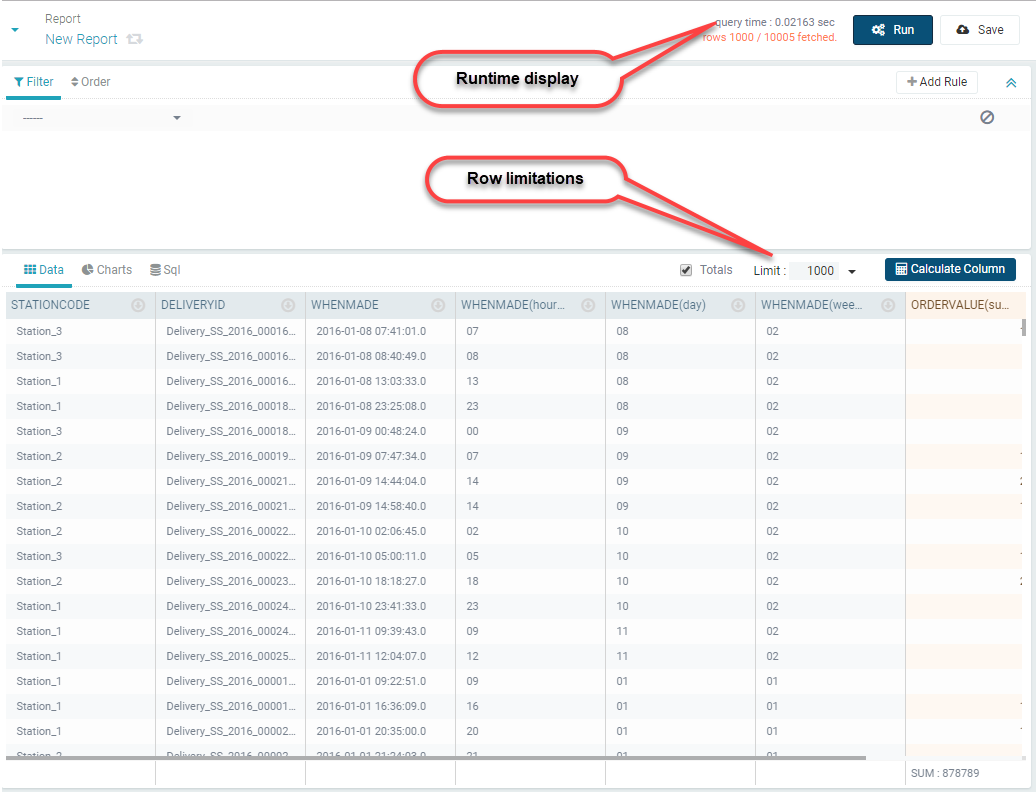 Report
New Report
query time : 0.02163 sec
rows 1000 / 10005 fetched.
Run
Save
Runtime display
Filter
Order
Add Rule
------
Row limitations
Data
Charts
Sql
Totals
Limit :
1000
Calculate Column
STATIONCODE DELIVERYID WHENMADE WHENMADE(hour... WHENMADE(day) WHENMADE(wee... ORDERVALUE(su...
Station_3 Delivery_SS_2016_00016... 2016-01-08 07:41:01.0 07 08 02
Station_3 Delivery_SS_2016_00016... 2016-01-08 08:40:49.0 08 08 02
Station_1 Delivery_SS_2016_00016... 2016-01-08 13:03:33.0 13 08 02
Station_1 Delivery_SS_2016_00018... 2016-01-08 23:25:08.0 23 08 02
Station_3 Delivery_SS_2016_00018... 2016-01-09 00:48:24.0 00 09 02
Station_2 Delivery_SS_2016_00019... 2016-01-09 07:47:34.0 07 09 02
Station_2 Delivery_SS_2016_00021... 2016-01-09 14:44:04.0 14 09 02
Station_2 Delivery_SS_2016_00021... 2016-01-09 14:58:40.0 14 09 02
Station_2 Delivery_SS_2016_00022... 2016-01-10 02:06:45.0 02 10 02
Station_3 Delivery_SS_2016_00022... 2016-01-10 05:00:11.0 05 10 02
Station_2 Delivery_SS_2016_00023... 2016-01-10 18:18:27.0 18 10 02
Station_1 Delivery_SS_2016_00024... 2016-01-10 23:41:33.0 23 10 02
Station_1 Delivery_SS_2016_00024... 2016-01-11 09:39:43.0 09 11 02
Station_1 Delivery_SS_2016_00025... 2016-01-11 12:04:07.0 12 11 02
Station_1 Delivery_SS_2016_00001... 2016-01-01 09:22:51.0 09 01 01
Station_1 Delivery_SS_2016_00001... 2016-01-01 16:36:09.0 16 01 01
Station_1 Delivery_SS_2016_00002... 2016-01-01 20:35:00.0 20 01 01
SUM : 878789